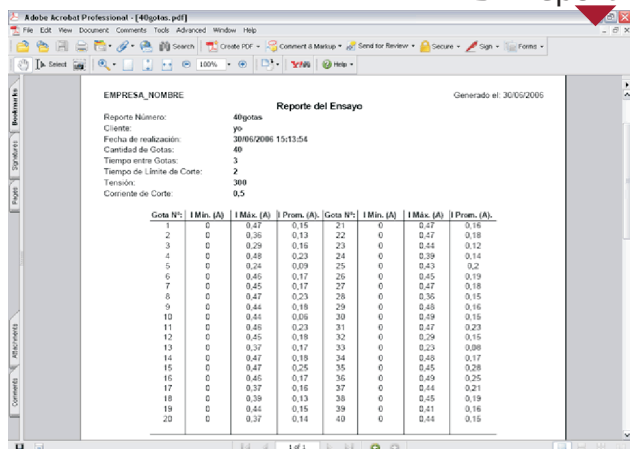 Adobe Acrobat Professional - [40gotas.pdf]
File Edit View Document Comments Tools Advanced Window Help
Search Create PDF Comment & Markup Send for Review Secure Sign Forms
Select 100% Help
Bookmarks
Signatures
Pages
Attachments
Comments
EMPRESA_NOMBRE Generado el: 30/06/2006
Reporte del Ensayo
Reporte Número: 40gotas
Cliente: yo
Fecha de realización: 30/06/2006 15:13:54
Cantidad de Gotas: 40
Tiempo entre Gotas: 3
Tiempo de Límite de Corte: 2
Tensión: 300
Corriente de Corte: 0,5
Gota Nº: I Mín. (A) I Máx. (A) I Prom. (A). Gota Nº: I Mín. (A) I Máx. (A) I Prom. (A).
1 0 0,47 0,15 21 0 0,47 0,16
2 0 0,36 0,13 22 0 0,47 0,18
3 0 0,29 0,16 23 0 0,44 0,12
4 0 0,48 0,23 24 0 0,39 0,14
5 0 0,24 0,09 25 0 0,43 0,2
6 0 0,45 0,17 26 0 0,45 0,19
7 0 0,45 0,17 27 0 0,47 0,18
8 0 0,47 0,23 28 0 0,36 0,15
9 0 0,44 0,18 29 0 0,48 0,16
10 0 0,44 0,06 30 0 0,49 0,15
11 0 0,46 0,23 31 0 0,47 0,23
12 0 0,45 0,18 32 0 0,29 0,15
13 0 0,37 0,17 33 0 0,23 0,08
14 0 0,47 0,18 34 0 0,48 0,17
15 0 0,47 0,25 35 0 0,45 0,28
16 0 0,46 0,17 36 0 0,49 0,25
17 0 0,37 0,16 37 0 0,44 0,21
18 0 0,39 0,13 38 0 0,45 0,19
19 0 0,44 0,15 39 0 0,41 0,16
20 0 0,37 0,14 40 0 0,44 0,15
1 of 1